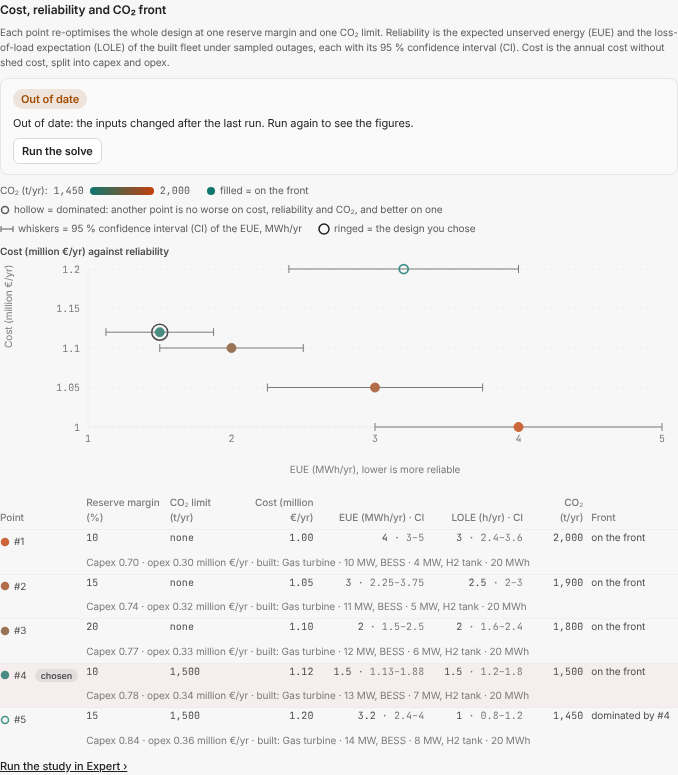 Cost, reliability and CO₂ front
Each point re-optimises the whole design at one reserve margin and one CO₂ limit. Reliability is the expected unserved energy (EUE) and the loss-
of-load expectation (LOLE) of the built fleet under sampled outages, each with its 95 % confidence interval (CI). Cost is the annual cost without
shed cost, split into capex and opex.
Out of date
Out of date: the inputs changed after the last run. Run again to see the figures.
Run the solve
CO₂ (t/yr): 1,450 2,000 filled = on the front
hollow = dominated: another point is no worse on cost, reliability and CO₂, and better on one
whiskers = 95 % confidence interval (CI) of the EUE, MWh/yr ringed = the design you chose
Cost (million €/yr) against reliability
Cost (million €/yr)
1.2
1.15
1.1
1.05
1
1 2 3 4 5
EUE (MWh/yr), lower is more reliable
Reserve margin CO₂ limit Cost (million CO₂
Point (%) (t/yr) €/yr) EUE (MWh/yr) · CI LOLE (h/yr) · CI (t/yr) Front
#1 10 none 1.00 4 · 3–5 3 · 2.4–3.6 2,000 on the front
Capex 0.70 · opex 0.30 million €/yr · built: Gas turbine · 10 MW, BESS · 4 MW, H2 tank · 20 MWh
#2 15 none 1.05 3 · 2.25–3.75 2.5 · 2–3 1,900 on the front
Capex 0.74 · opex 0.32 million €/yr · built: Gas turbine · 11 MW, BESS · 5 MW, H2 tank · 20 MWh
#3 20 none 1.10 2 · 1.5–2.5 2 · 1.6–2.4 1,800 on the front
Capex 0.77 · opex 0.33 million €/yr · built: Gas turbine · 12 MW, BESS · 6 MW, H2 tank · 20 MWh
#4 chosen 10 1,500 1.12 1.5 · 1.13–1.88 1.5 · 1.2–1.8 1,500 on the front
Capex 0.78 · opex 0.34 million €/yr · built: Gas turbine · 13 MW, BESS · 7 MW, H2 tank · 20 MWh
#5 15 1,500 1.20 3.2 · 2.4–4 1 · 0.8–1.2 1,450 dominated by #4
Capex 0.84 · opex 0.36 million €/yr · built: Gas turbine · 14 MW, BESS · 8 MW, H2 tank · 20 MWh
Run the study in Expert ›